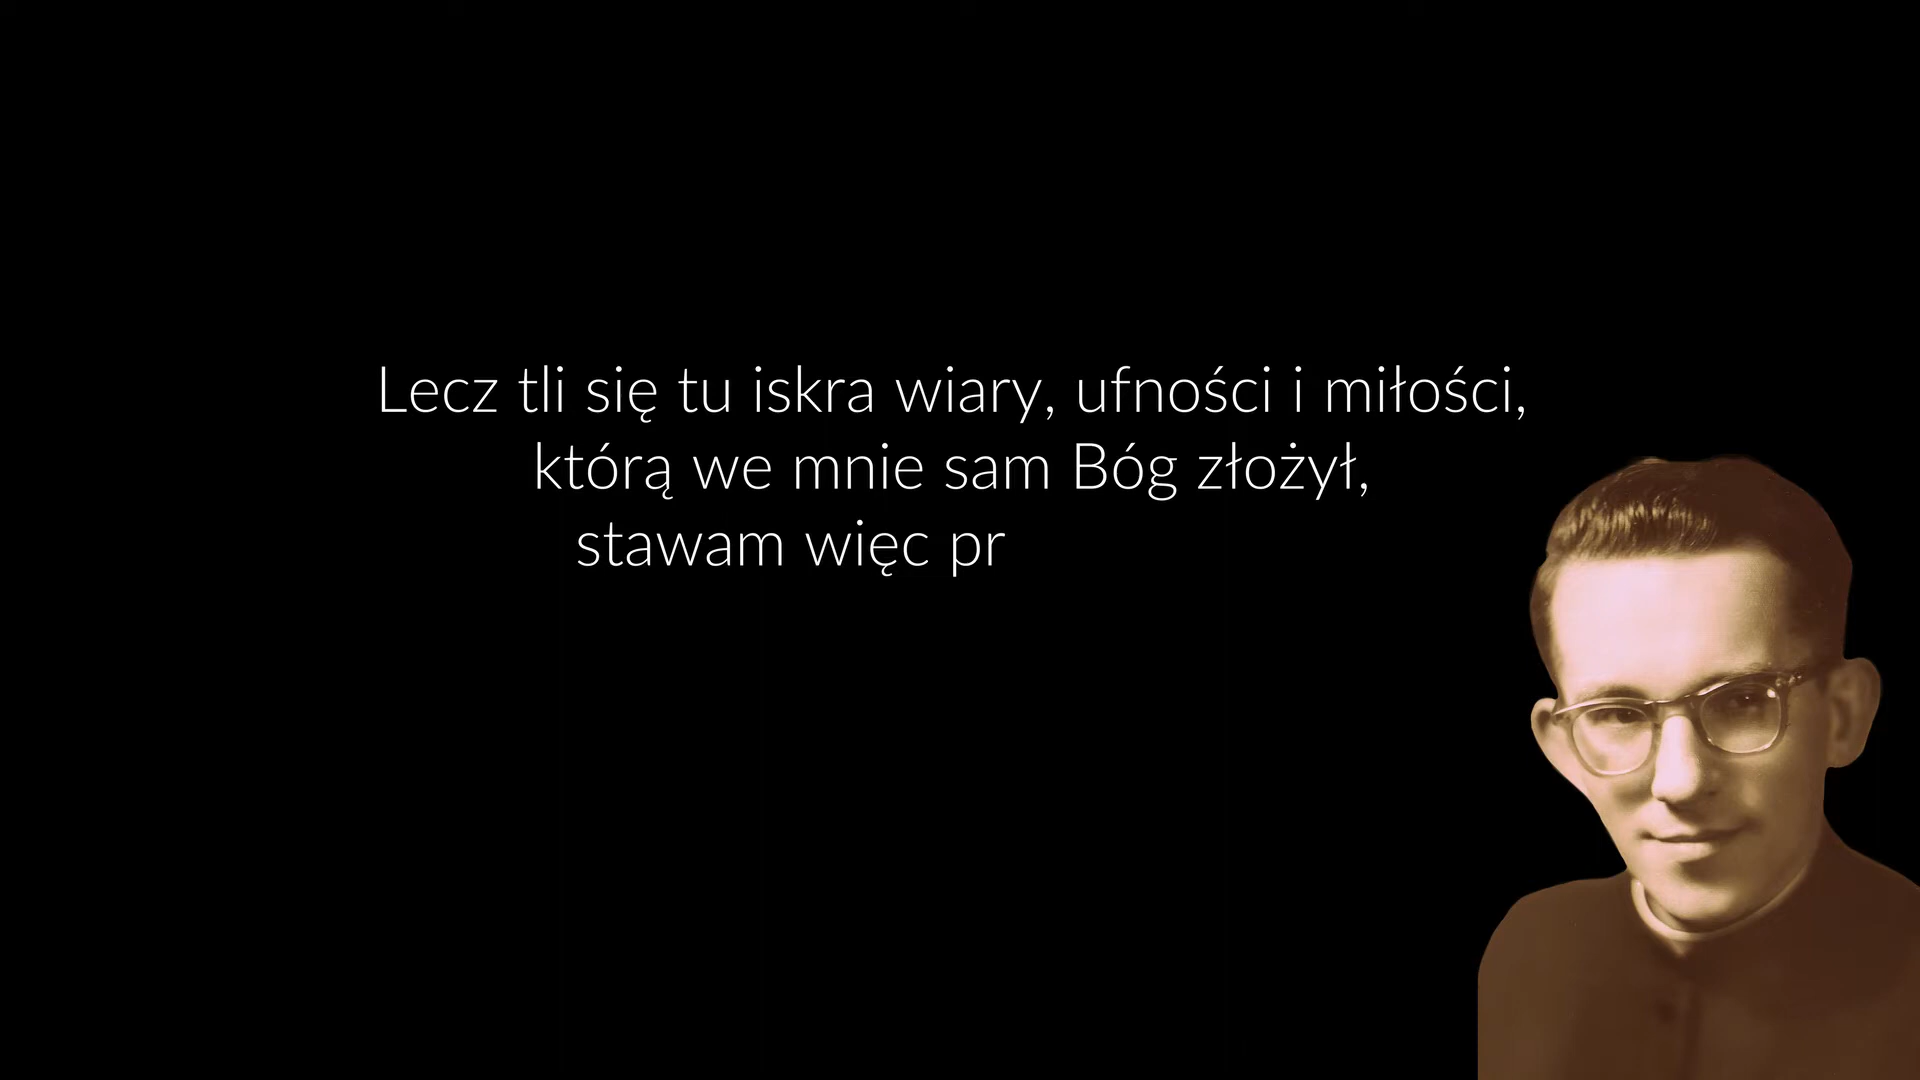 Lecz tli się tu iskra wiary, ufności i miłości,
którą we mnie sam Bóg złożył,
stawam więc pr